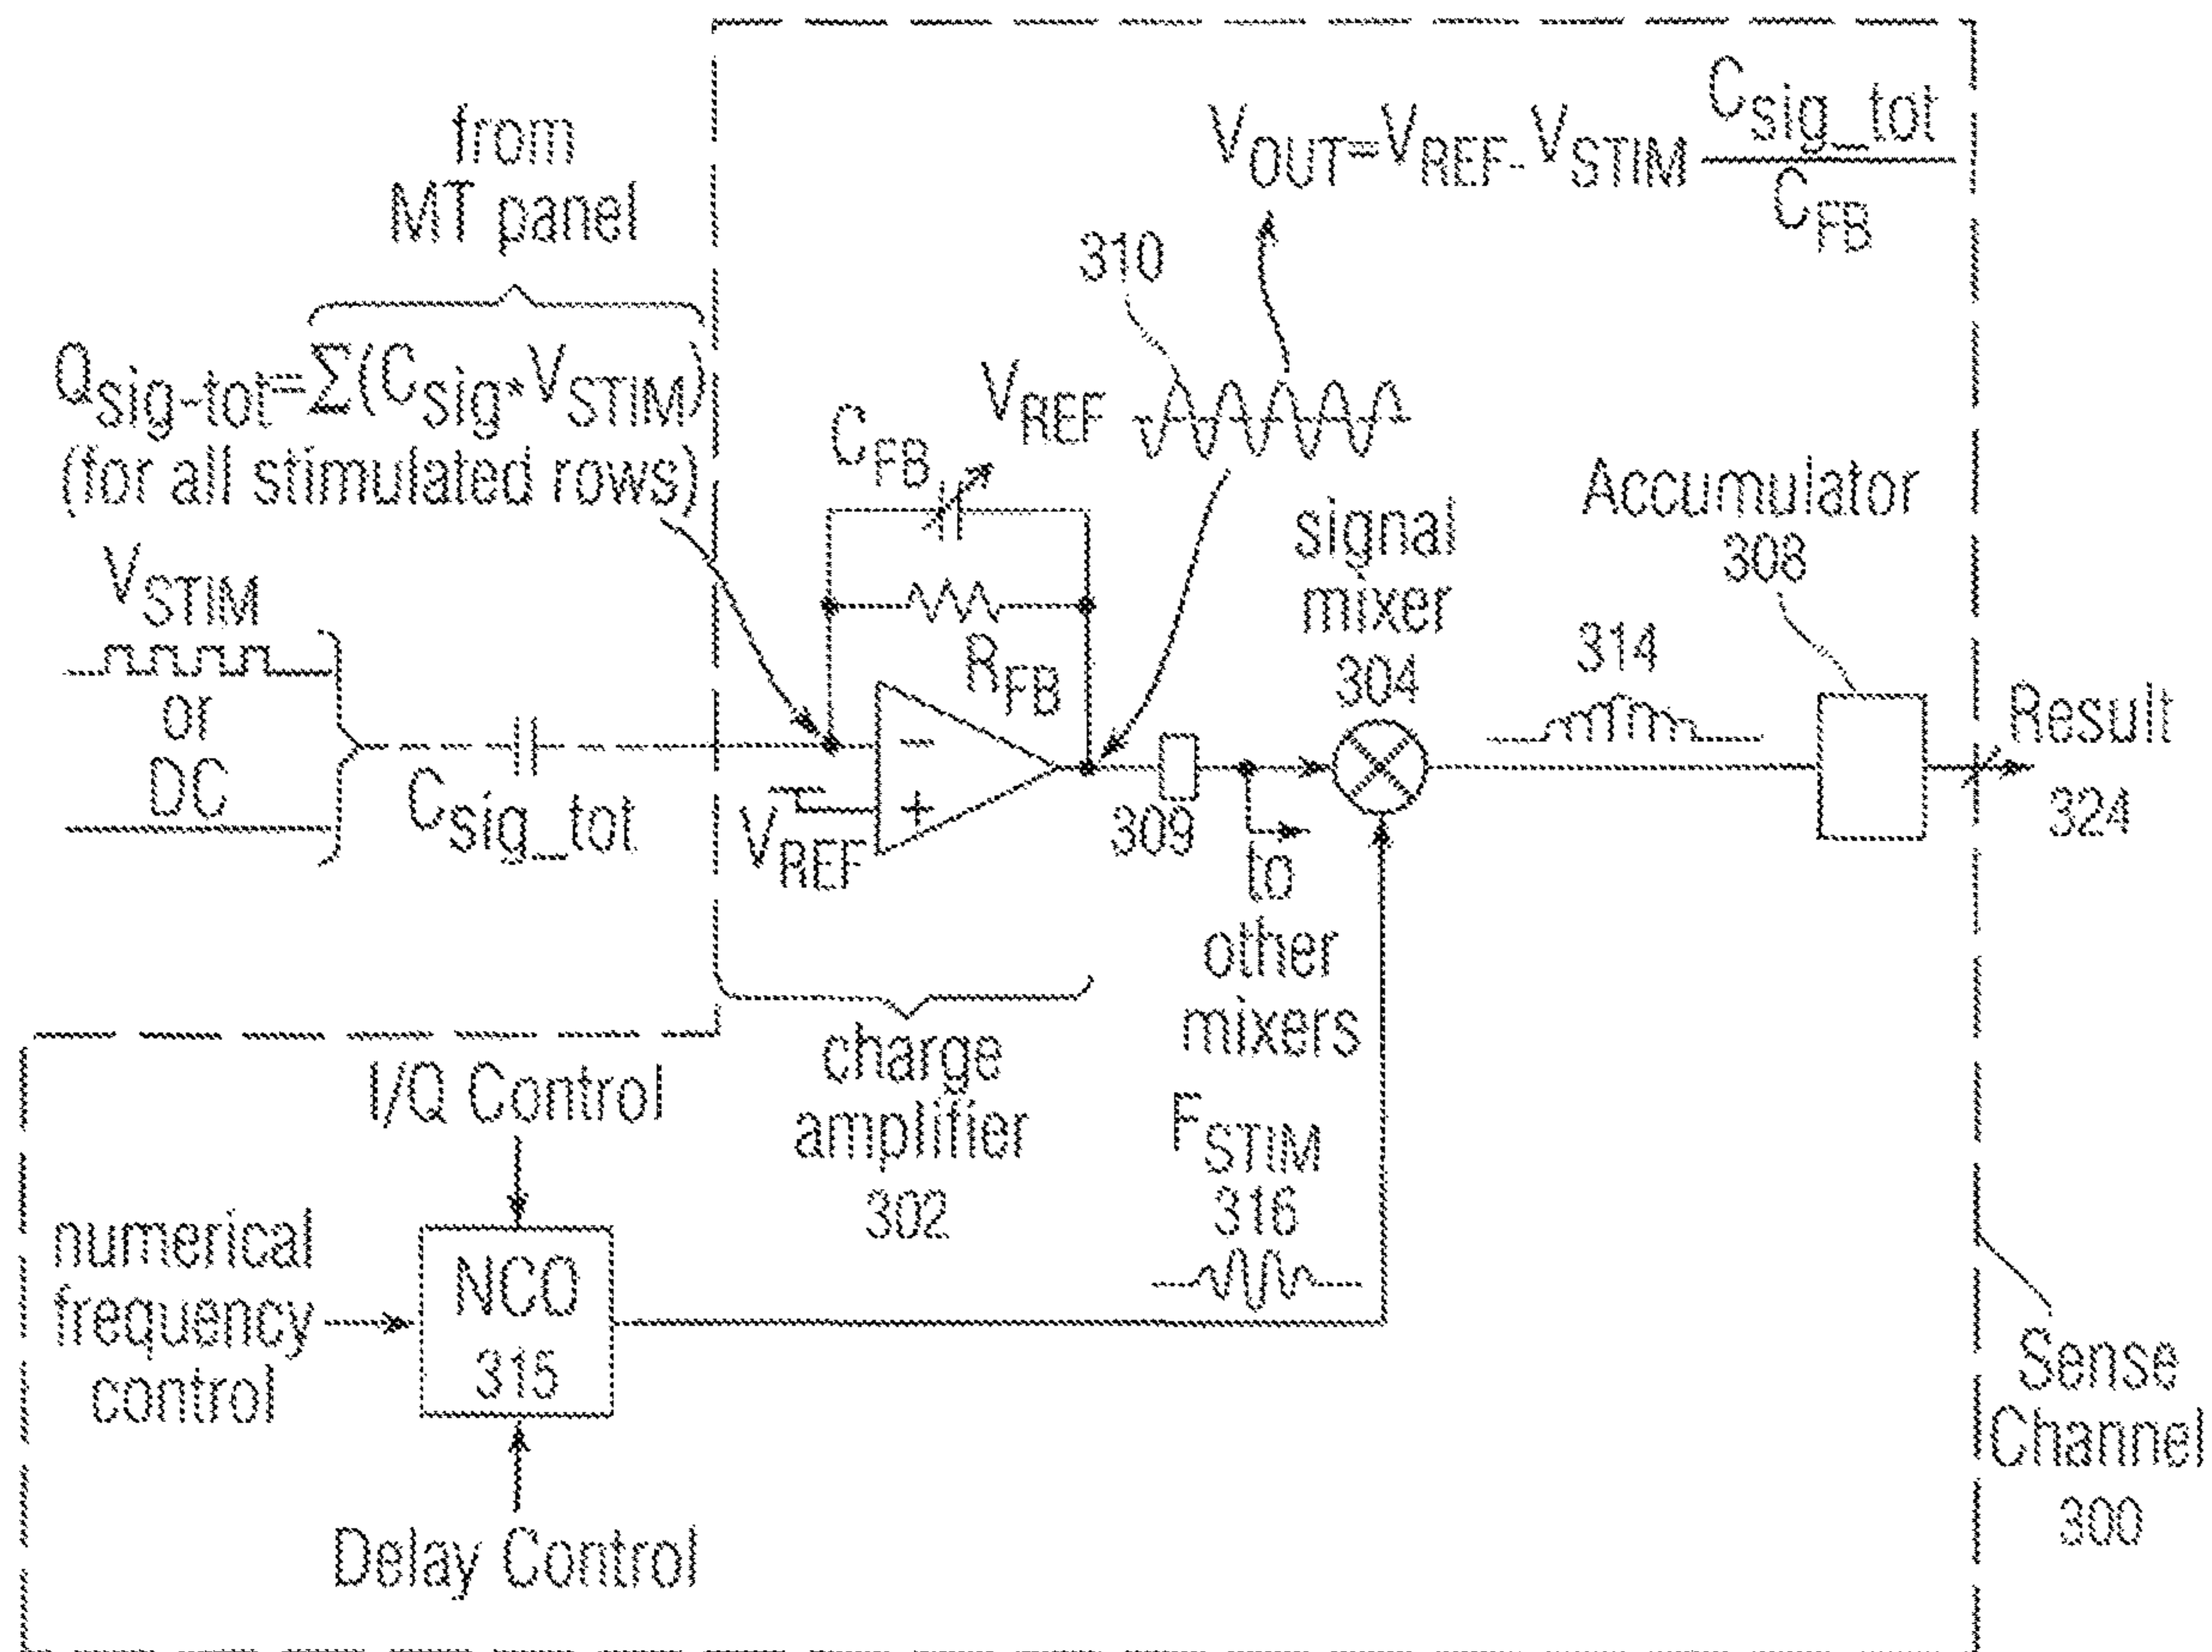 from
MT panel
Qsig-tot=Σ(Csig*VSTIM)
(for all stimulated rows)
VOUT=VREF-VSTIM Csig_tot
CFB
310
VREF
CFB
RFB
VSTIM
or
DC
Csig_tot
VREF
-
+
309
to
other
mixers
signal
mixer
304
314
Accumulator
308
Result
324
charge
amplifier
302
FSTIM
316
I/Q Control
numerical
frequency
control
NCO
315
Delay Control
Sense
Channel
300